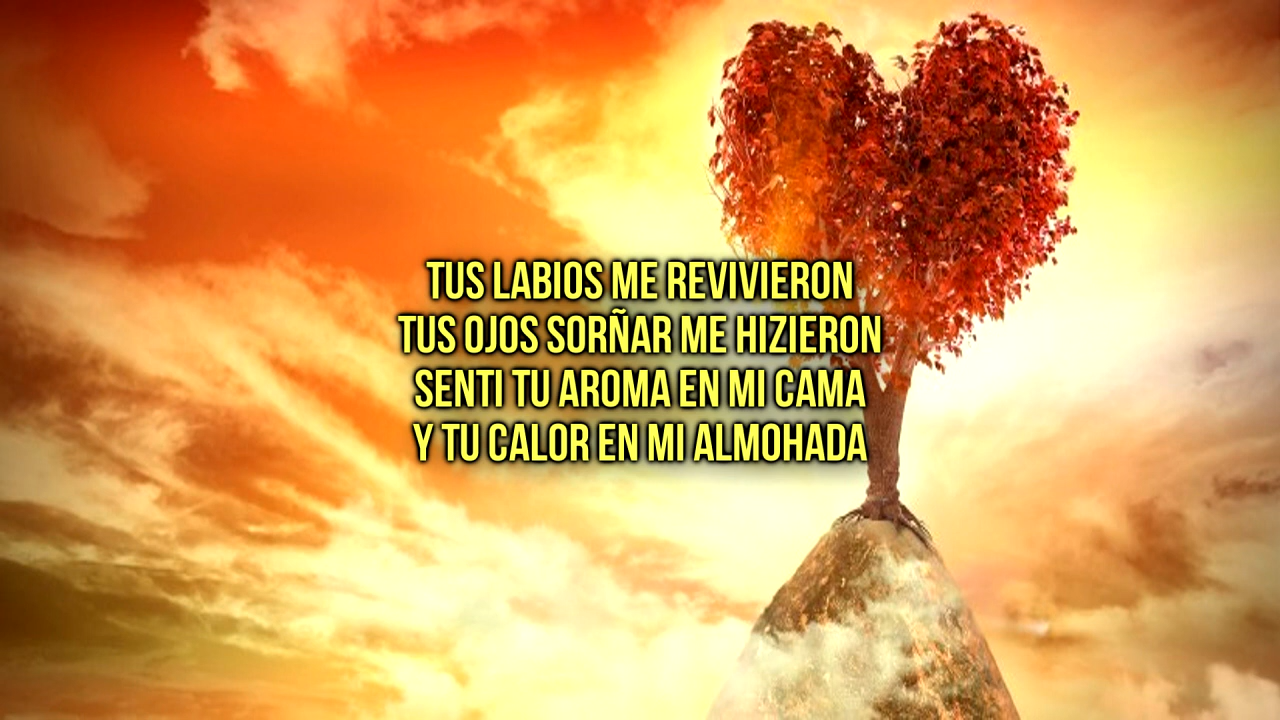 TUS LABIOS ME REVIVIERON
TUS OJOS SORÑAR ME HIZIERON
SENTI TU AROMA EN MI CAMA
Y TU CALOR EN MI ALMOHADA